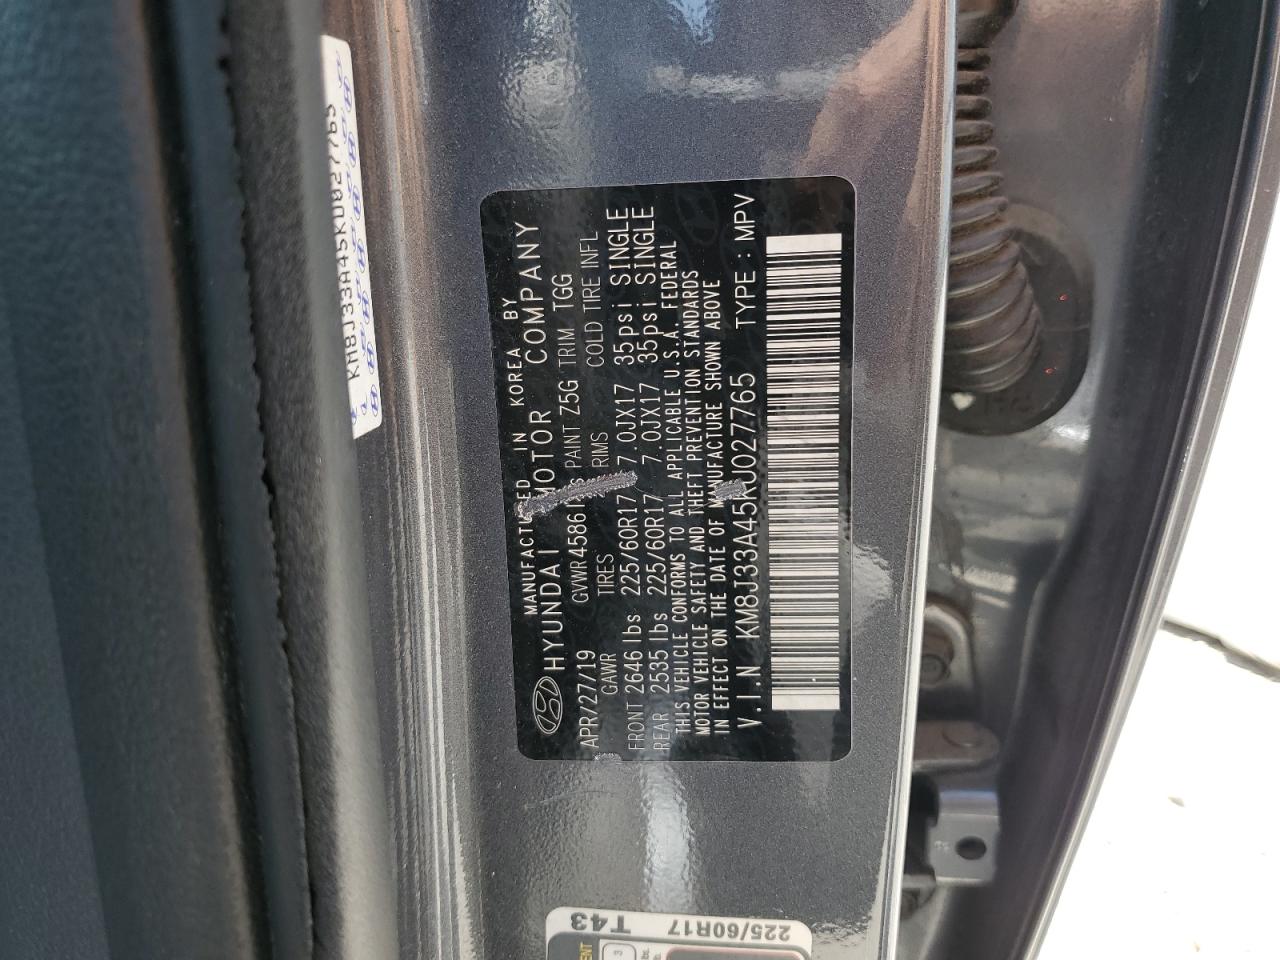 KM8J33A45KU027765
MANUFACTURED IN KOREA BY
HYUNDAI MOTOR COMPANY
APR/27/19 GVWR 4586 PAINT Z5G TRIM TGG
GAWR TIRES RIMS COLD TIRE INFL
FRONT 2646 lbs 225/60R17 7.0JX17 35psi SINGLE
REAR 2535 lbs 225/60R17 7.0JX17 35psi SINGLE
THIS VEHICLE CONFORMS TO ALL APPLICABLE U.S.A. FEDERAL
MOTOR VEHICLE SAFETY AND THEFT PREVENTION STANDARDS
IN EFFECT ON THE DATE OF MANUFACTURE SHOWN ABOVE
V.I.N KM8J33A45KU027765 TYPE : MPV
225/60R17 T43